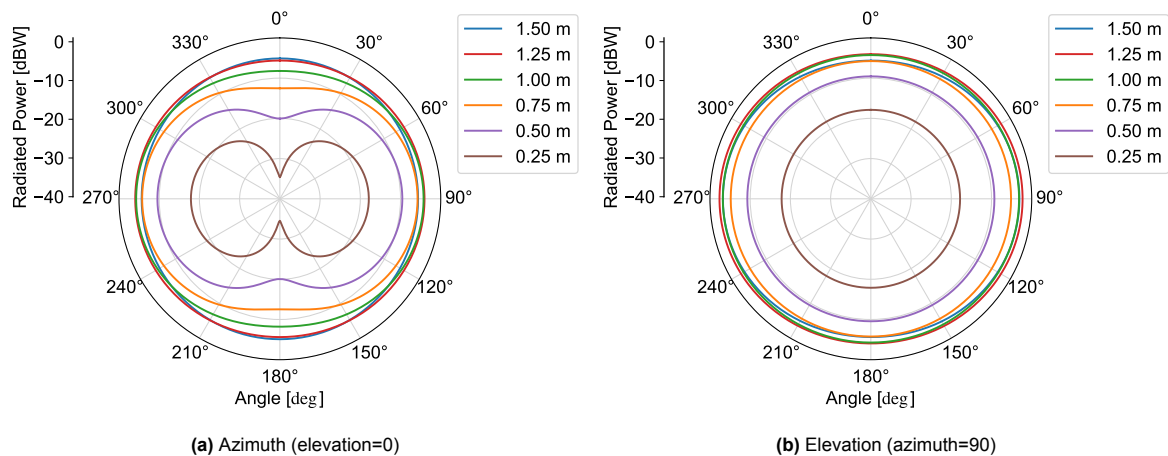 0°
30°
60°
90°
120°
150°
180°
210°
240°
270°
300°
330°
0
−10
−20
−30
−40
Radiated Power [dBW]
Angle [deg]
1.50 m
1.25 m
1.00 m
0.75 m
0.50 m
0.25 m
(a) Azimuth (elevation=0)
0°
30°
60°
90°
120°
150°
180°
210°
240°
270°
300°
330°
0
−10
−20
−30
−40
Radiated Power [dBW]
Angle [deg]
1.50 m
1.25 m
1.00 m
0.75 m
0.50 m
0.25 m
(b) Elevation (azimuth=90)